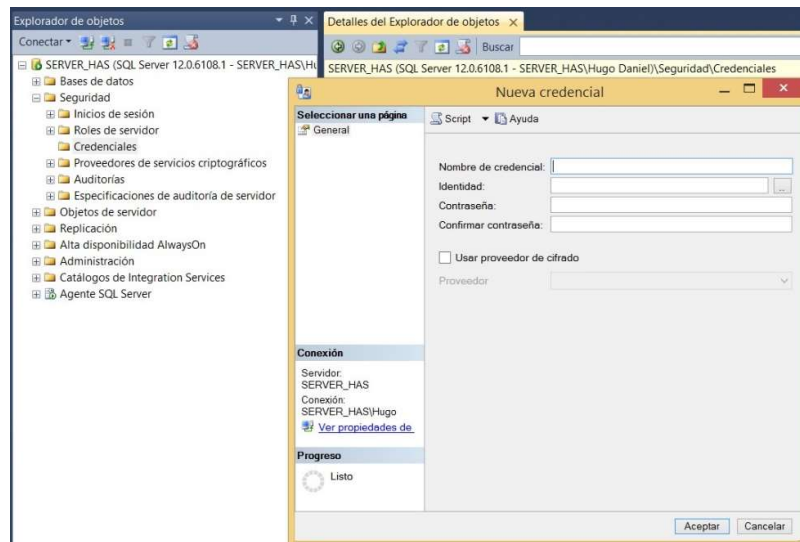 Explorador de objetos
Conectar
SERVER_HAS (SQL Server 12.0.6108.1 - SERVER_HAS\Hu
Bases de datos
Seguridad
Inicios de sesión
Roles de servidor
Credenciales
Proveedores de servicios criptográficos
Auditorías
Especificaciones de auditoría de servidor
Objetos de servidor
Replicación
Alta disponibilidad AlwaysOn
Administración
Catálogos de Integration Services
Agente SQL Server
Detalles del Explorador de objetos
Buscar
SERVER_HAS (SQL Server 12.0.6108.1 - SERVER_HAS\Hugo Daniel)\Seguridad\Credenciales
Nueva credencial
Seleccionar una página
General
Script Ayuda
Nombre de credencial:
Identidad:
...
Contraseña:
Confirmar contraseña:
Usar proveedor de cifrado
Proveedor
Conexión
Servidor:
SERVER_HAS
Conexión:
SERVER_HAS\Hugo
Ver propiedades de
Progreso
Listo
Aceptar Cancelar